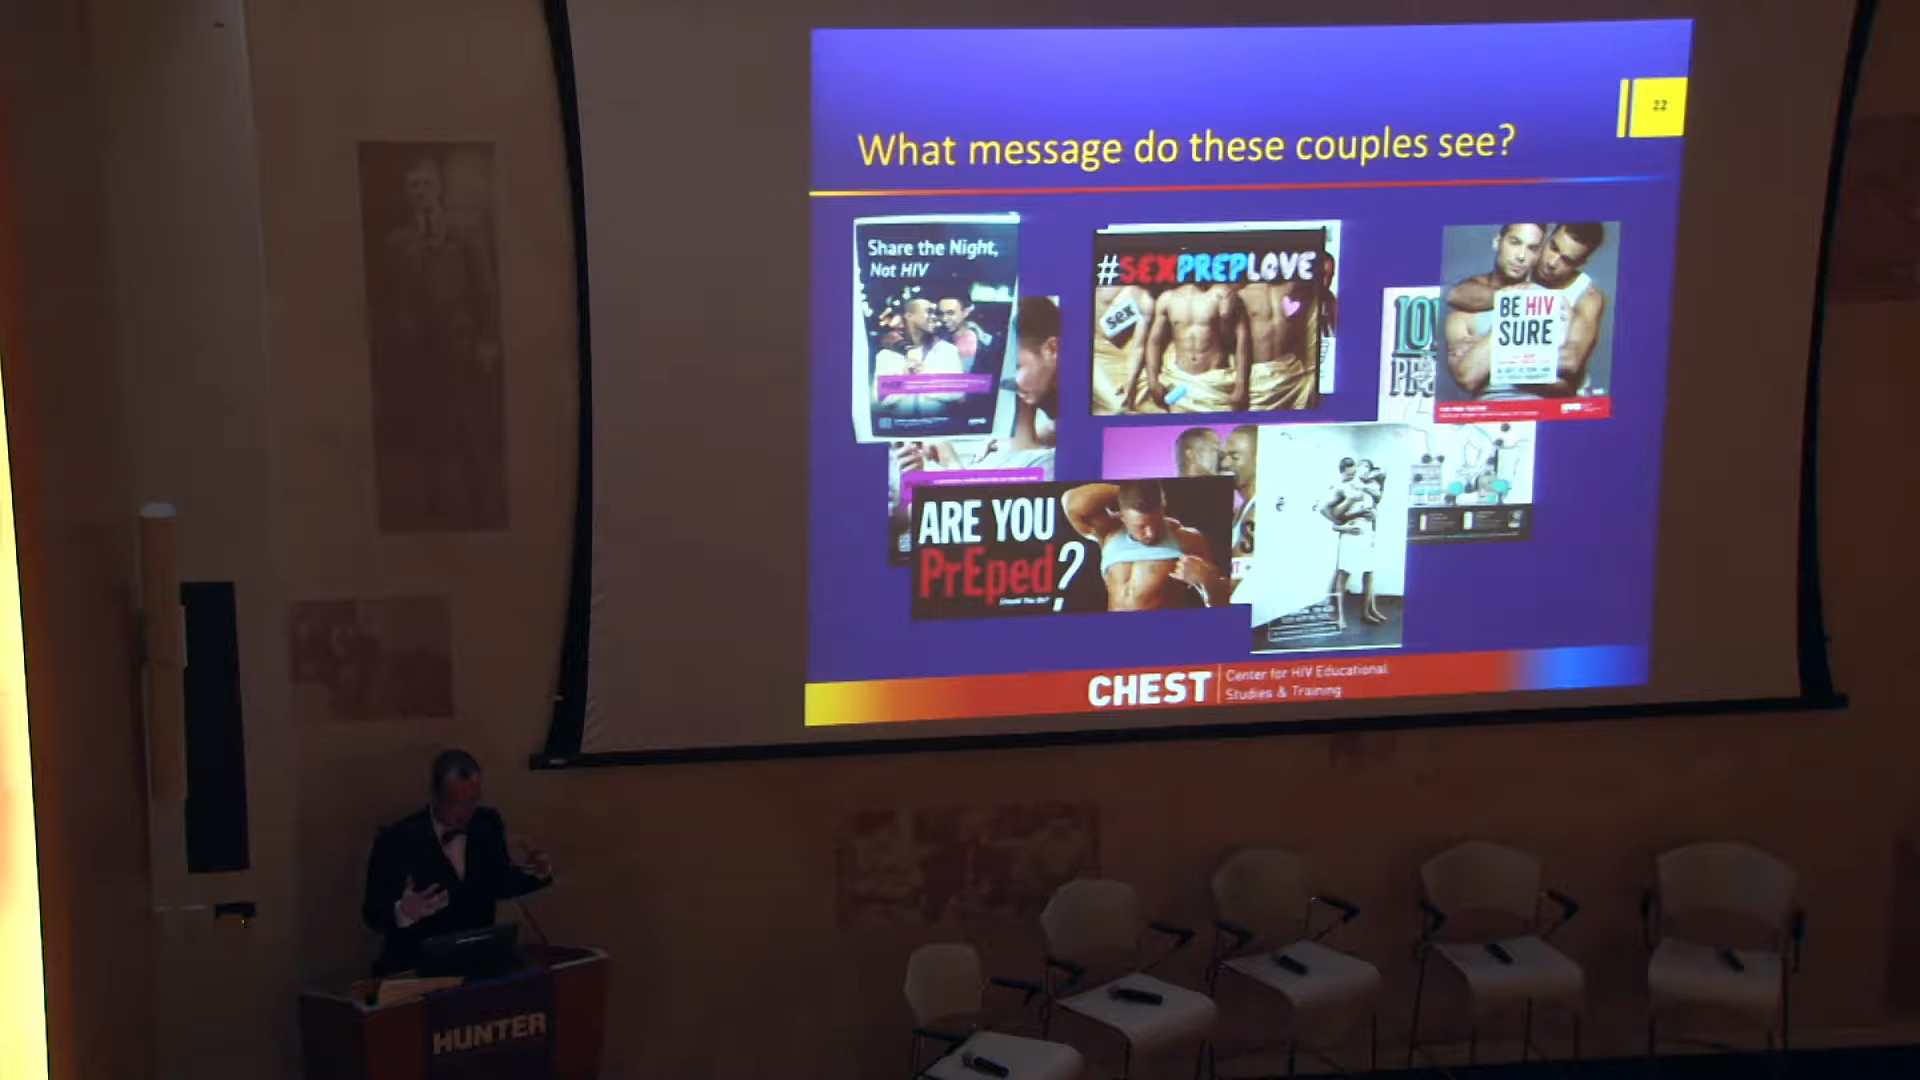 22
What message do these couples see?
Share the Night,
Not HIV
#SEXPREPLOVE
sex
BE HIV
SURE
ARE YOU
PrEped?
CHEST
Center for HIV Educational
Studies & Training
HUNTER